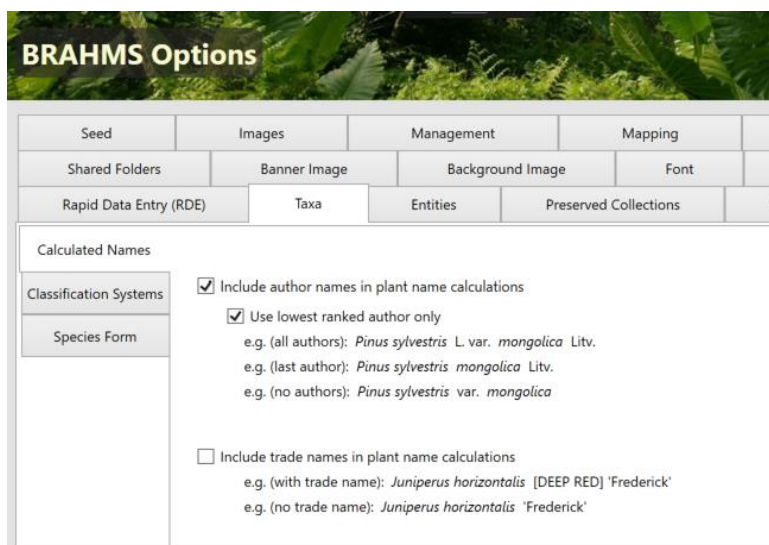 BRAHMS Options
Seed Images Management Mapping
Shared Folders Banner Image Background Image Font
Rapid Data Entry (RDE) Taxa Entities Preserved Collections
Calculated Names
Classification Systems
Species Form
Include author names in plant name calculations
Use lowest ranked author only
e.g. (all authors): Pinus sylvestris L. var. mongolica Litv.
e.g. (last author): Pinus sylvestris mongolica Litv.
e.g. (no authors): Pinus sylvestris var. mongolica
Include trade names in plant name calculations
e.g. (with trade name): Juniperus horizontalis [DEEP RED] 'Frederick'
e.g. (no trade name): Juniperus horizontalis 'Frederick'